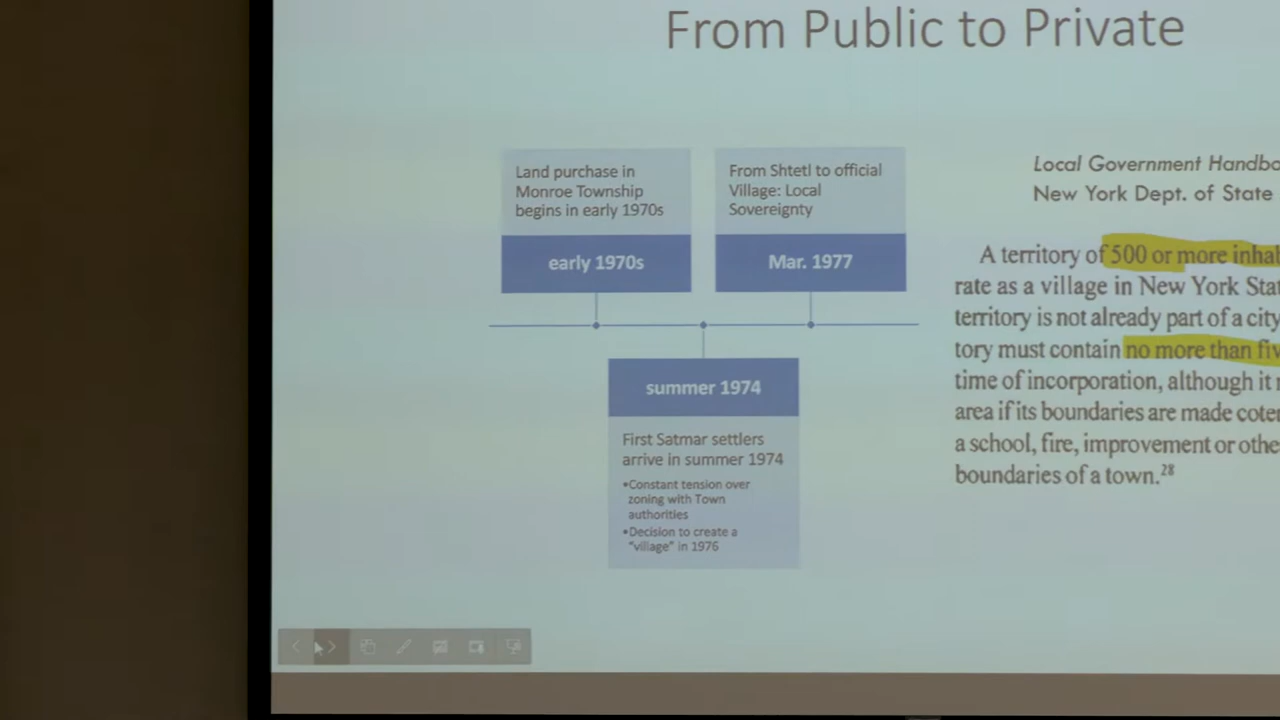 From Public to Private
Land purchase in
Monroe Township
begins in early 1970s
early 1970s
From Shtetl to official
Village: Local
Sovereignty
Mar. 1977
summer 1974
First Satmar settlers
arrive in summer 1974
•Constant tension over
zoning with Town
authorities
•Decision to create a
"village" in 1976
Local Government Handbo
New York Dept. of State
A territory of 500 or more inhab
rate as a village in New York Stat
territory is not already part of a city
tory must contain no more than fiv
time of incorporation, although it
area if its boundaries are made coter
a school, fire, improvement or othe
boundaries of a town.²⁸